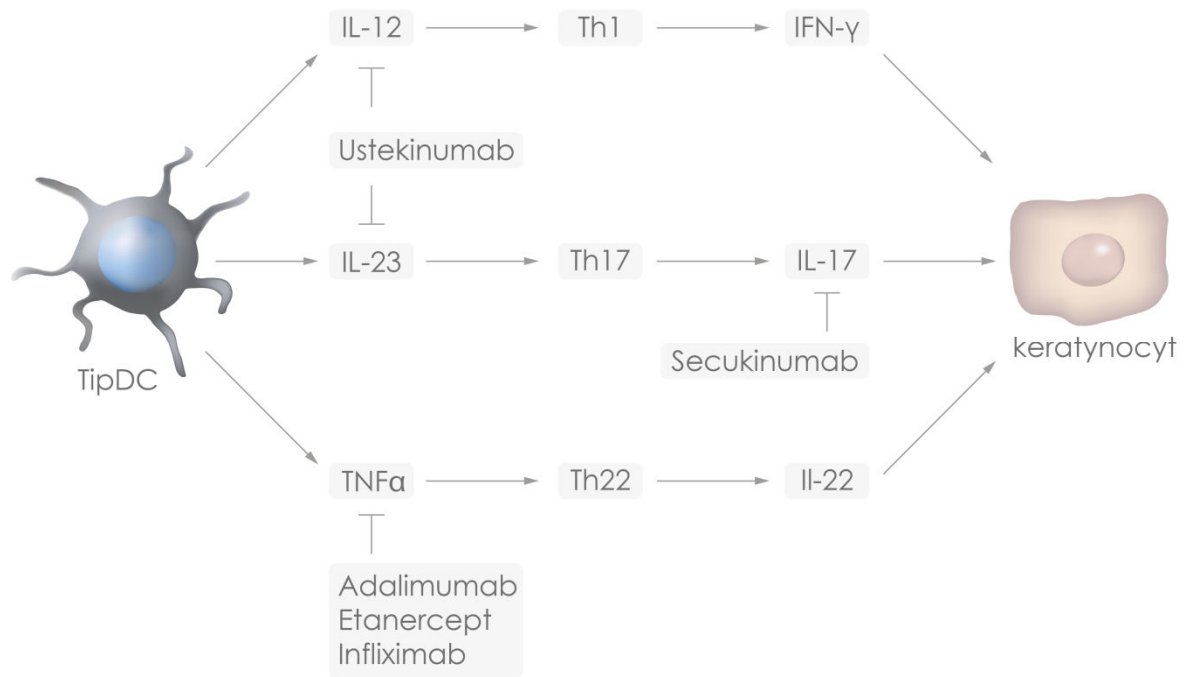 IL-12
Th1
IFN-γ
Ustekinumab
IL-23
Th17
IL-17
Secukinumab
keratynocyt
TipDC
TNFα
Th22
Il-22
Adalimumab
Etanercept
Infliximab